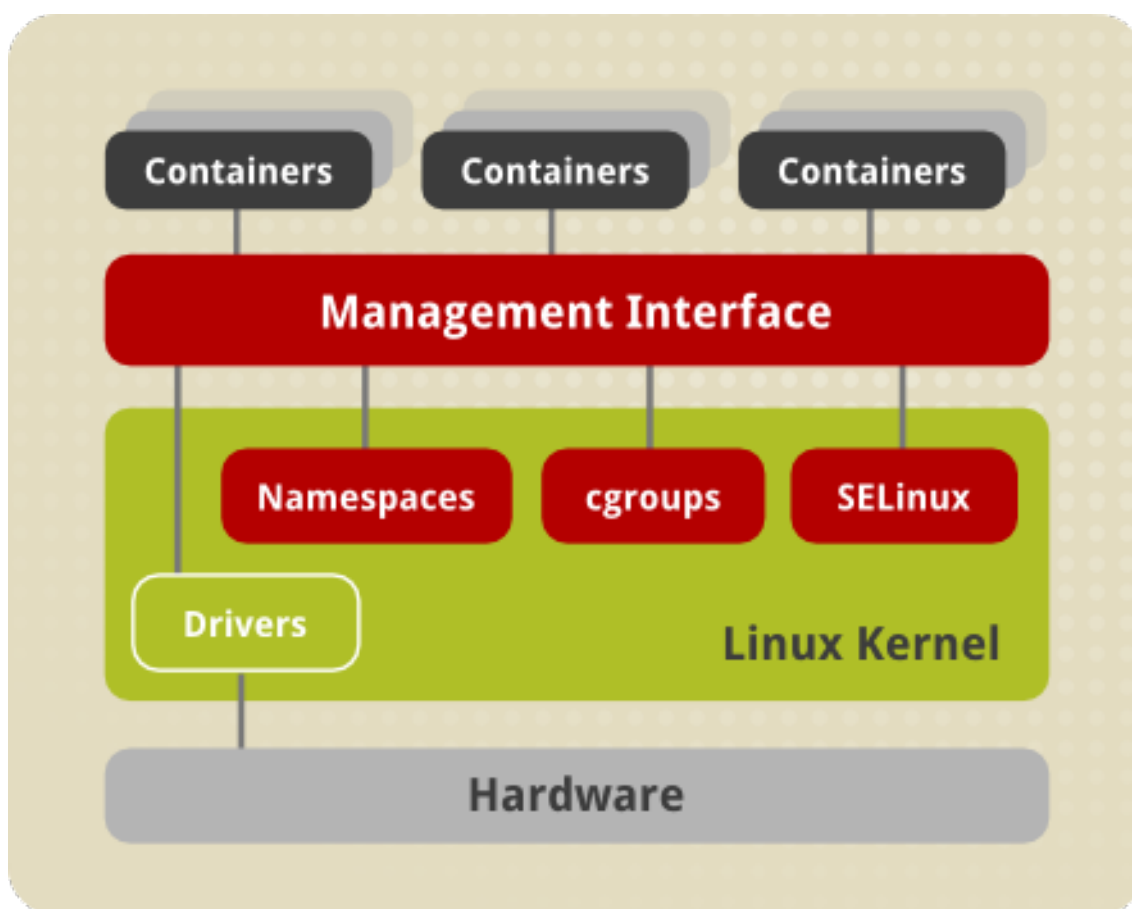 Containers
Containers
Containers
Management Interface
Namespaces
cgroups
SELinux
Drivers
Linux Kernel
Hardware